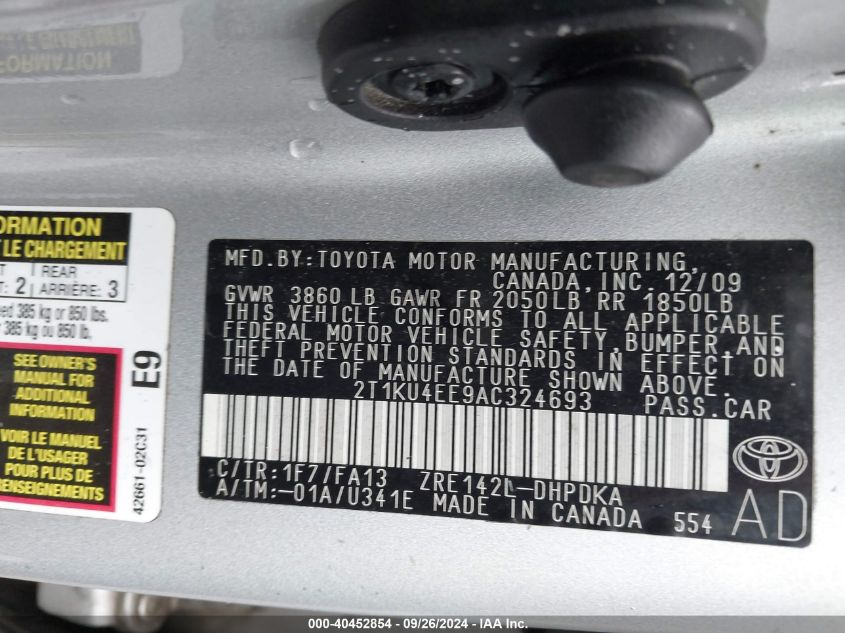 E CHARGEMENT
FORMATION
ORMATION
LE CHARGEMENT
REAR
2 ARRIÈRE: 3
385 kg or 850 lbs.
385 kg ou 850 lb.
SEE OWNER'S
MANUAL FOR
ADDITIONAL
INFORMATION
VOIR LE MANUEL
DE L'USAGER
POUR PLUS DE
RENSEIGNEMENTS
E9
42661-02C31
MFD.BY:TOYOTA MOTOR MANUFACTURING,
CANADA, INC. 12/09
GVWR 3860 LB GAWR FR 2050LB RR 1850LB
THIS VEHICLE CONFORMS TO ALL APPLICABLE
FEDERAL MOTOR VEHICLE SAFETY,BUMPER,AND
THEFT PREVENTION STANDARDS IN EFFECT ON
THE DATE OF MANUFACTURE SHOWN ABOVE.
2T1KU4EE9AC324693 PASS.CAR
C/TR:1F7/FA13 ZRE142L-DHPDKA
A/TM:-01A/U341E MADE IN CANADA 554
AD
000-40452854 - 09/26/2024 - IAA Inc.